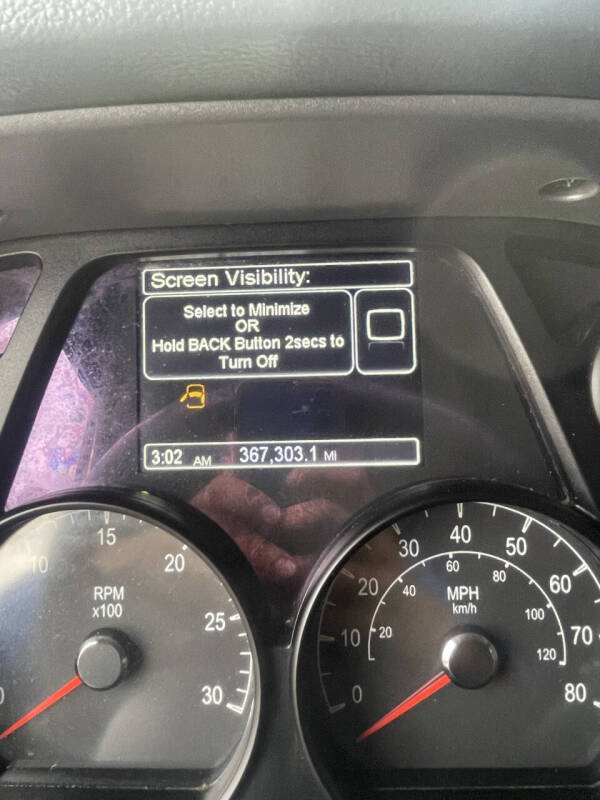 Screen Visibility:
Select to Minimize
OR
Hold BACK Button 2secs to
Turn Off
3:02 AM 367,303.1 MI
0 10 15 20 25 30
RPM
x100
0 10 20 30 40 50 60 70 80
20 40 60 80 100 120
MPH
km/h